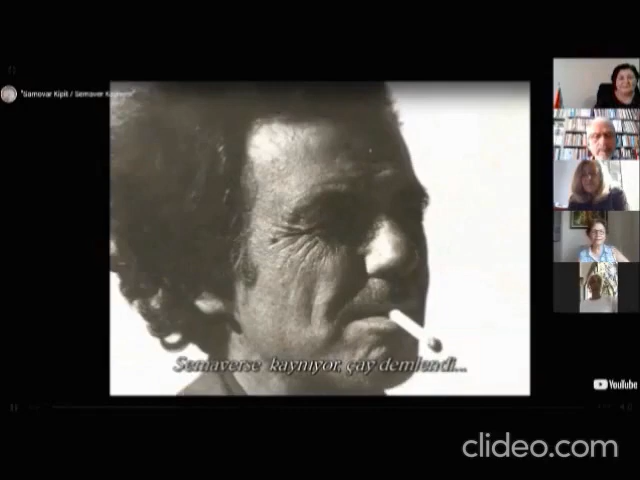 "Samovar Kipit / Semaver Kaynıyor"
Semaverse kaynıyor, çay demlendi...
YouTube
clideo.com